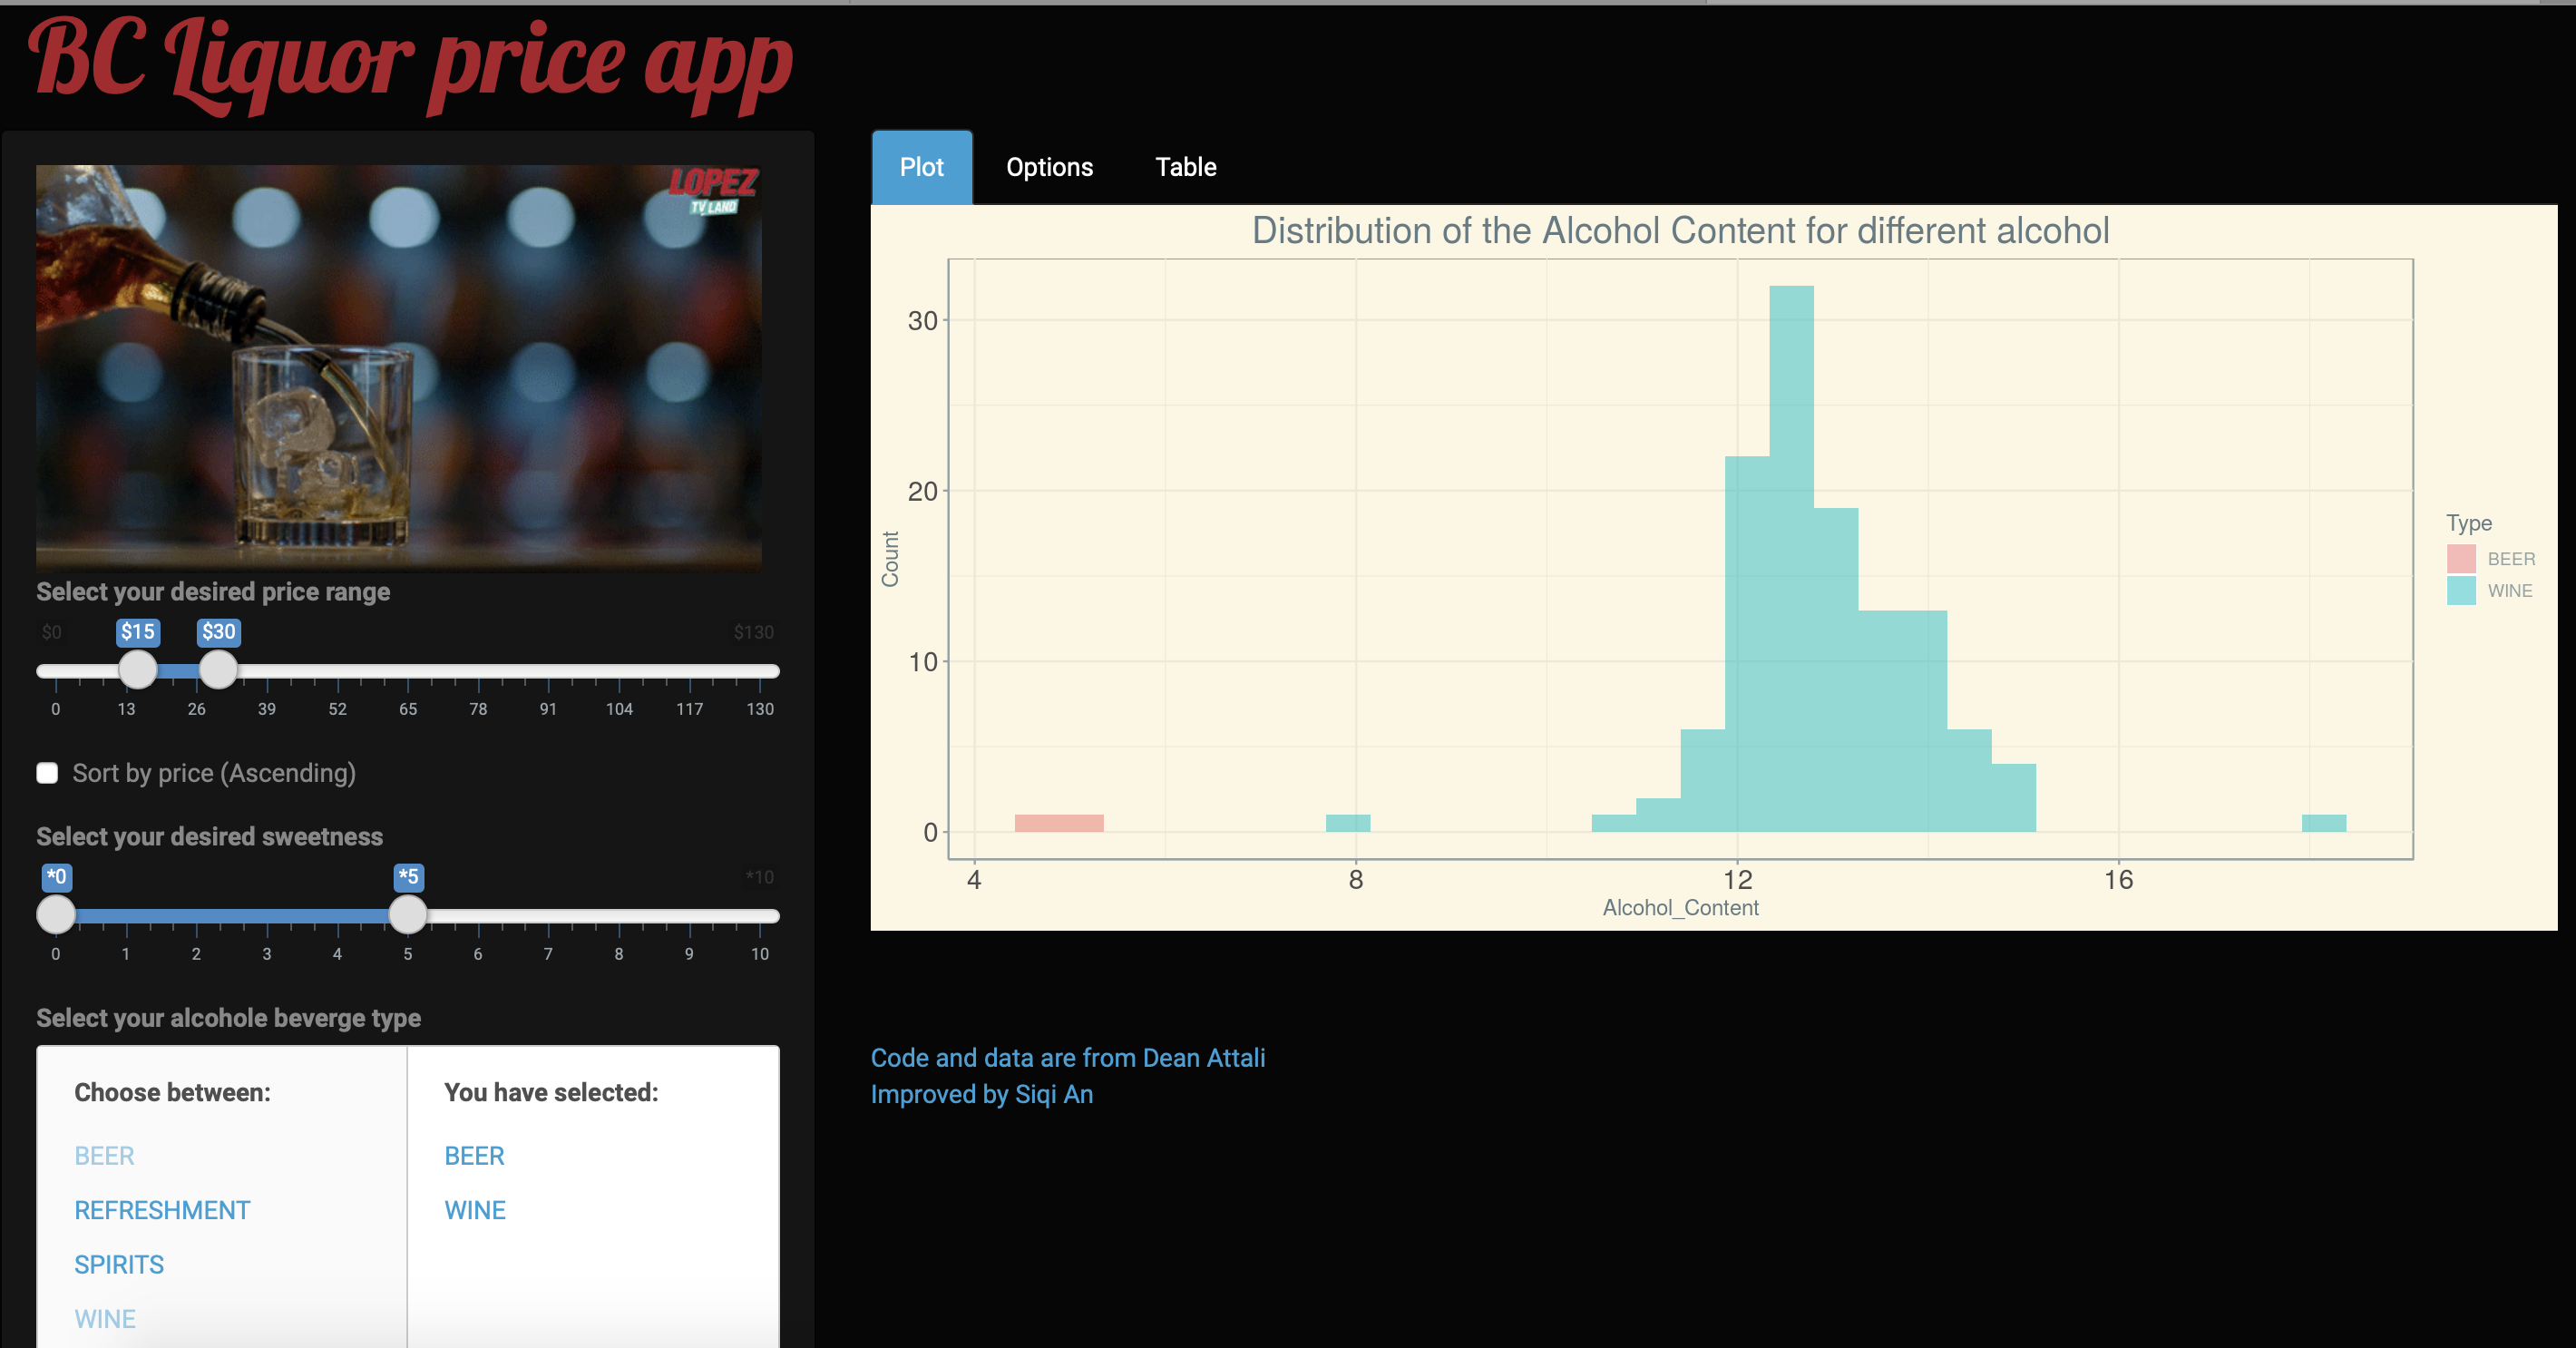 BC Liquor price app
LOPEZ
TV LAND
Select your desired price range
$0 $15 $30 $130
0 13 26 39 52 65 78 91 104 117 130
Sort by price (Ascending)
Select your desired sweetness
*0 *5 *10
0 1 2 3 4 5 6 7 8 9 10
Select your alcohole beverge type
Choose between:
BEER
REFRESHMENT
SPIRITS
WINE
You have selected:
BEER
WINE
Plot Options Table
Distribution of the Alcohol Content for different alcohol
30
20
10
0
Count
4 8 12 16
Alcohol_Content
Type
BEER
WINE
Code and data are from Dean Attali
Improved by Siqi An